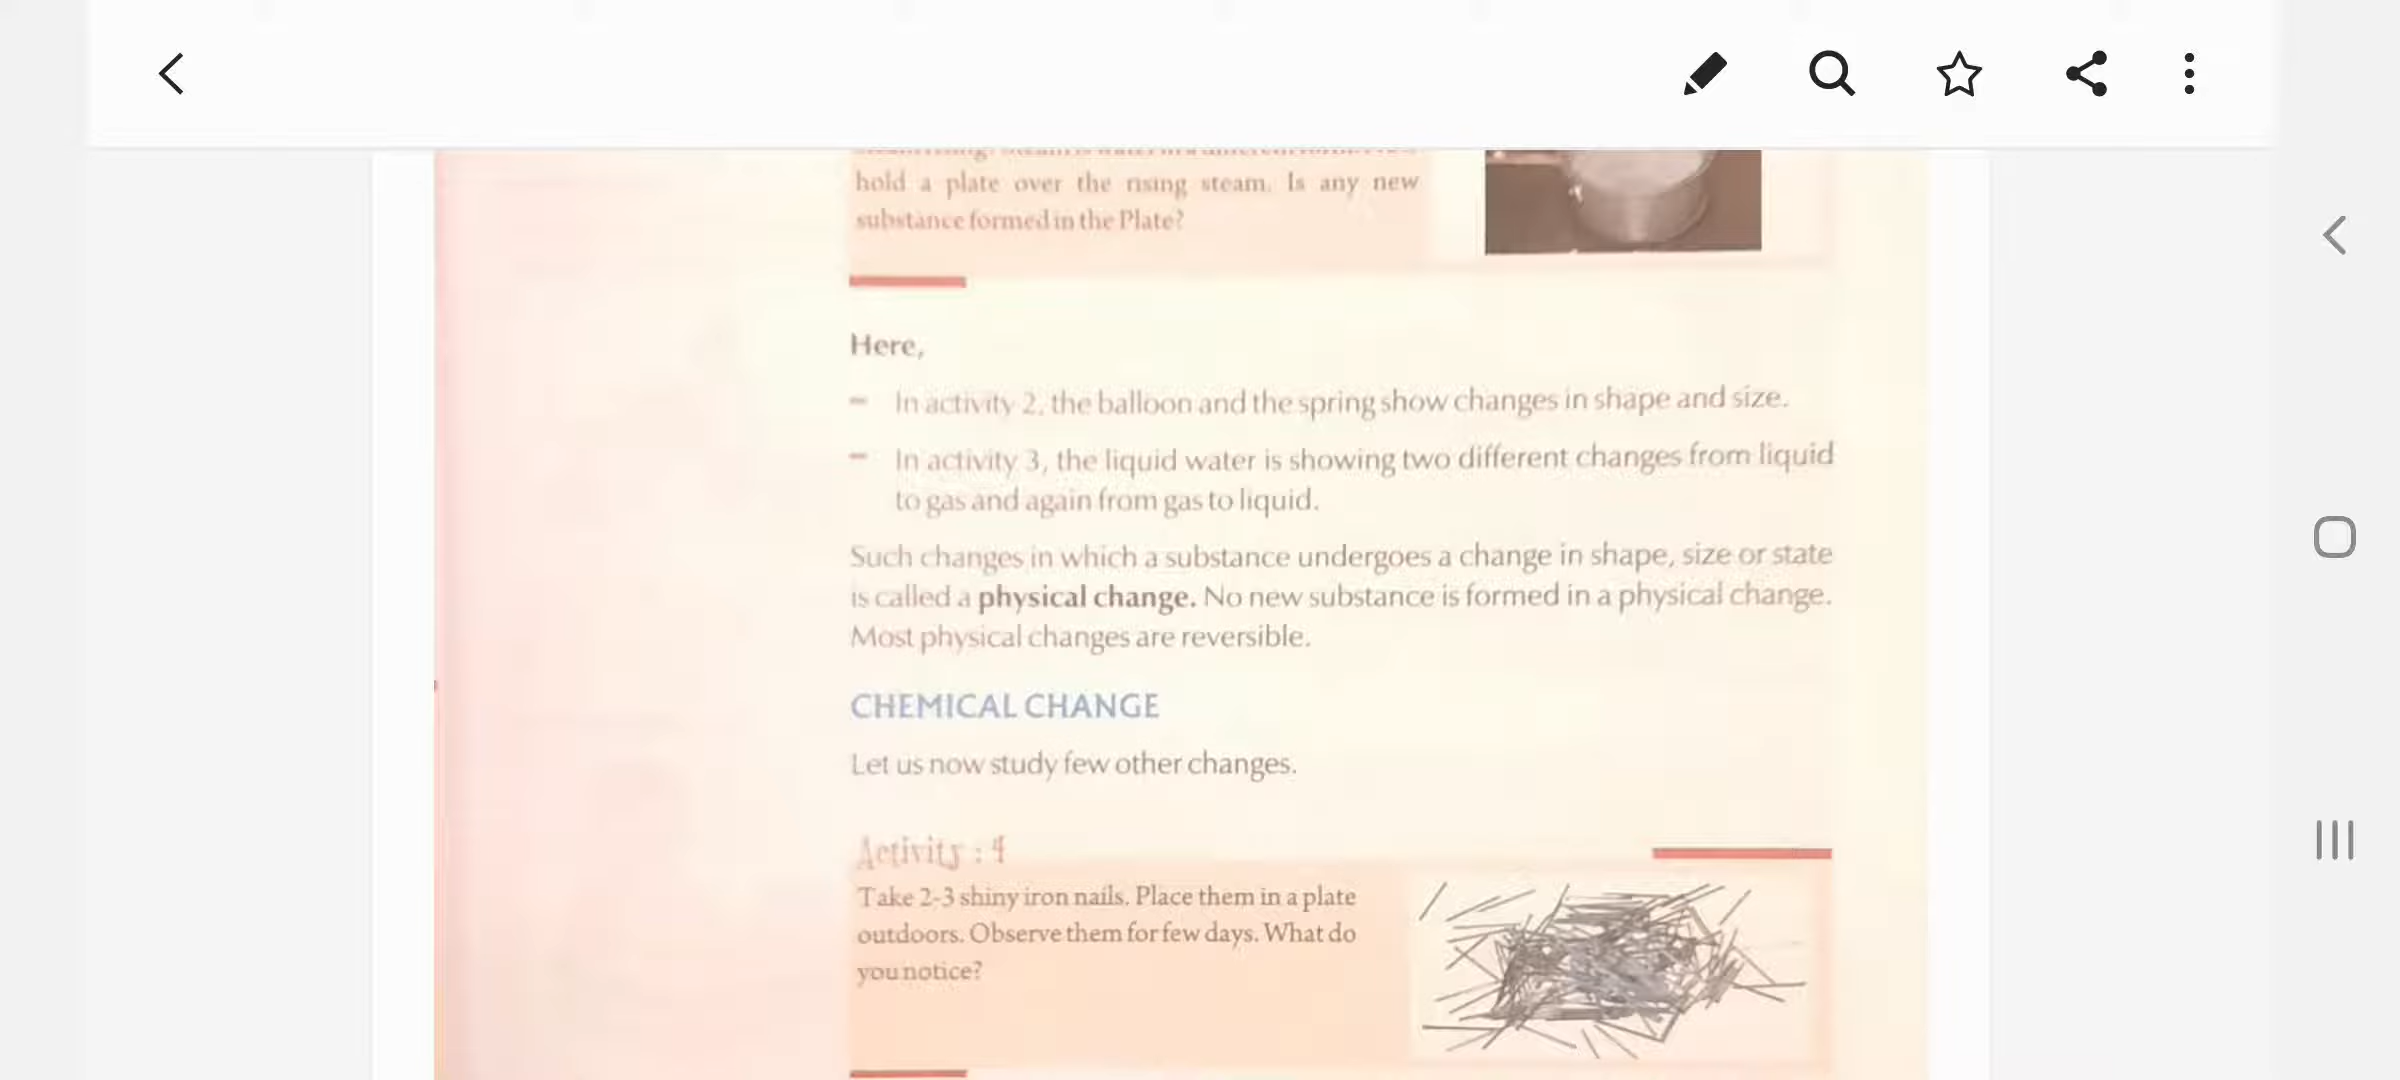 hold a plate over the rising steam. Is any new
substance formed in the Plate?
Here,
- In activity 2, the balloon and the spring show changes in shape and size.
- In activity 3, the liquid water is showing two different changes from liquid
to gas and again from gas to liquid.
Such changes in which a substance undergoes a change in shape, size or state
is called a physical change. No new substance is formed in a physical change.
Most physical changes are reversible.
CHEMICAL CHANGE
Let us now study few other changes.
Activity : 4
Take 2-3 shiny iron nails. Place them in a plate
outdoors. Observe them for few days. What do
you notice?